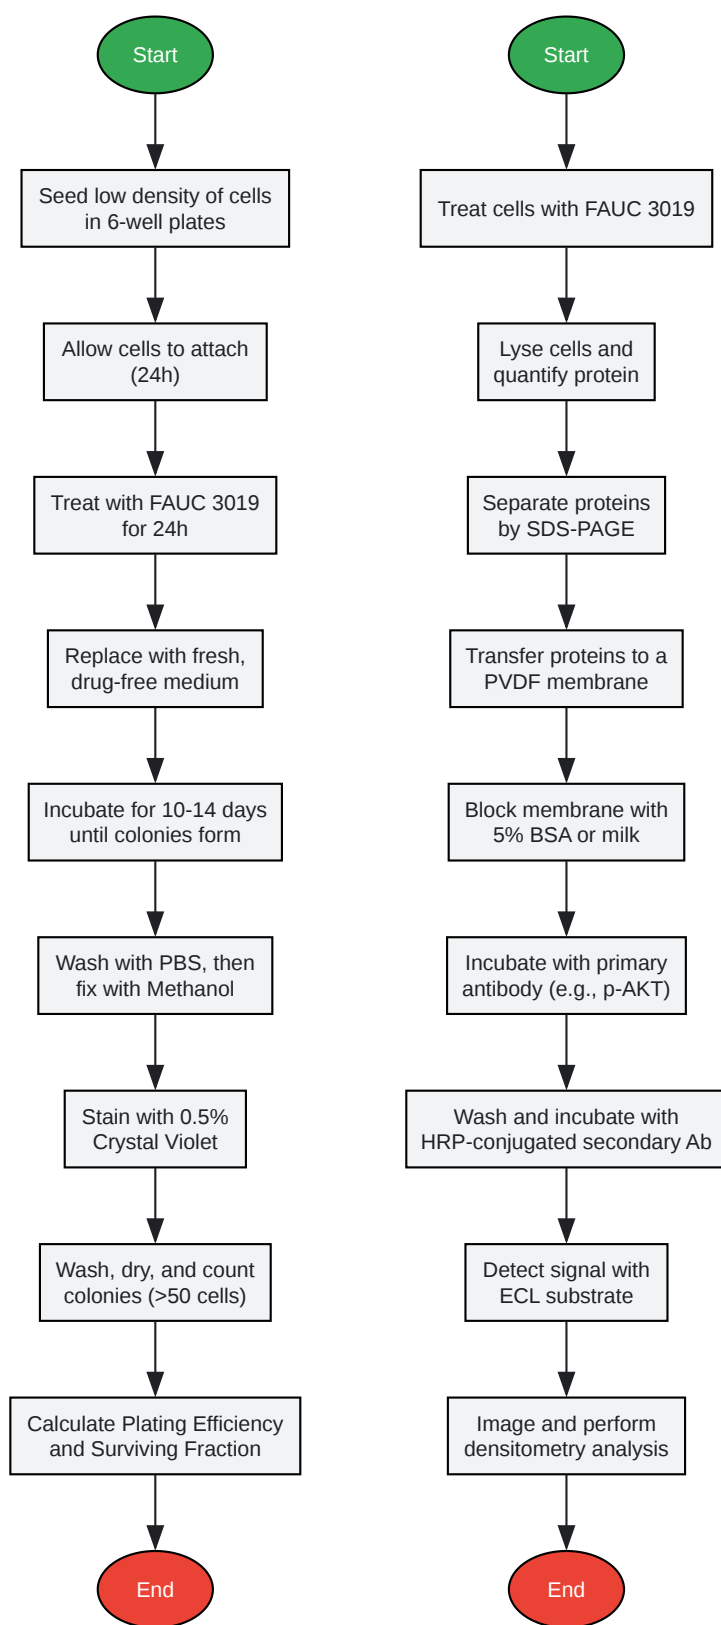 Start
Seed low density of cells
in 6-well plates
Allow cells to attach
(24h)
Treat with FAUC 3019
for 24h
Replace with fresh,
drug-free medium
Incubate for 10-14 days
until colonies form
Wash with PBS, then
fix with Methanol
Stain with 0.5%
Crystal Violet
Wash, dry, and count
colonies (>50 cells)
Calculate Plating Efficiency
and Surviving Fraction
End
Start
Treat cells with FAUC 3019
Lyse cells and
quantify protein
Separate proteins
by SDS-PAGE
Transfer proteins to a
PVDF membrane
Block membrane with
5% BSA or milk
Incubate with primary
antibody (e.g., p-AKT)
Wash and incubate with
HRP-conjugated secondary Ab
Detect signal with
ECL substrate
Image and perform
densitometry analysis
End